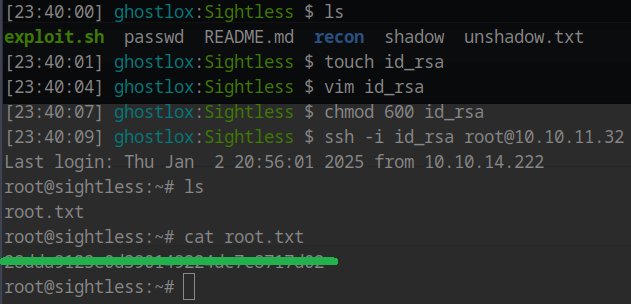 [23:40:00] ghostlox:Sightless $ ls
exploit.sh passwd README.md recon shadow unshadow.txt
[23:40:01] ghostlox:Sightless $ touch id_rsa
[23:40:04] ghostlox:Sightless $ vim id_rsa
[23:40:07] ghostlox:Sightless $ chmod 600 id_rsa
[23:40:09] ghostlox:Sightless $ ssh -i id_rsa root@10.10.11.32
Last login: Thu Jan  2 20:56:01 2025 from 10.10.14.222
root@sightless:~# ls
root.txt
root@sightless:~# cat root.txt
root@sightless:~#